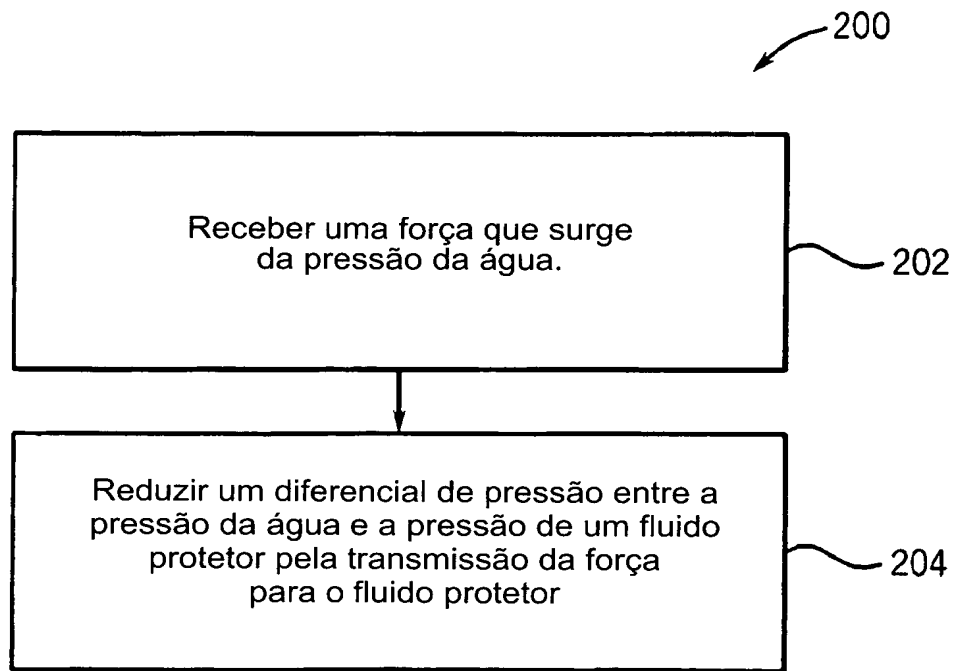 200
Receber uma força que surge
da pressão da água.
202
Reduzir um diferencial de pressão entre a
pressão da água e a pressão de um fluido
protetor pela transmissão da força
para o fluido protetor
204